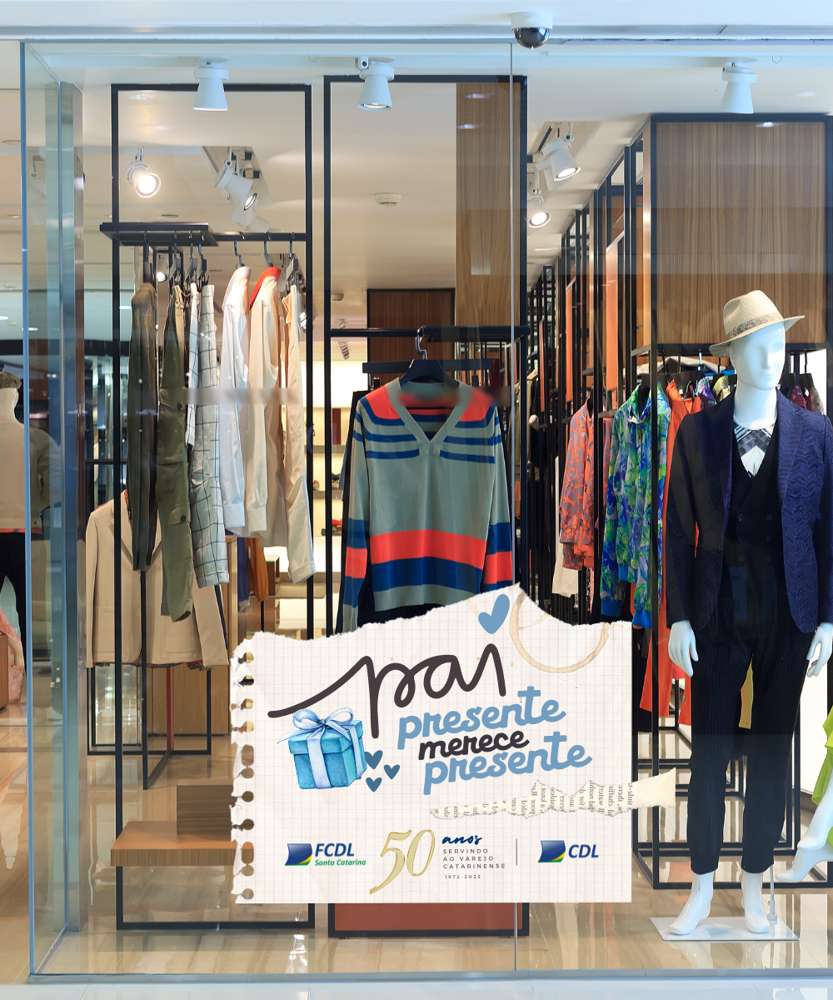 pai
presente
merece
presente
FCDL
Santa Catarina
50 anos
SERVINDO
AO VAREJO
CATARINENSE
1972-2022
CDL